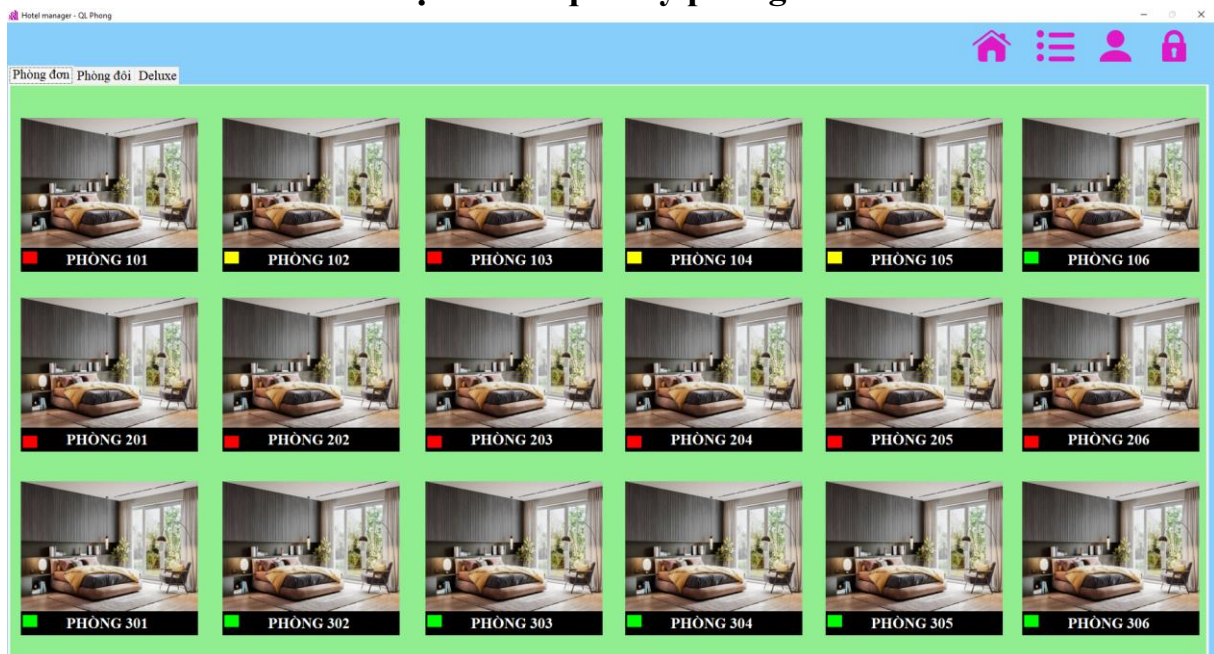 Hotel manager - QL Phong
Phòng đơn Phòng đôi Deluxe
PHÒNG 101 PHÒNG 102 PHÒNG 103 PHÒNG 104 PHÒNG 105 PHÒNG 106
PHÒNG 201 PHÒNG 202 PHÒNG 203 PHÒNG 204 PHÒNG 205 PHÒNG 206
PHÒNG 301 PHÒNG 302 PHÒNG 303 PHÒNG 304 PHÒNG 305 PHÒNG 306